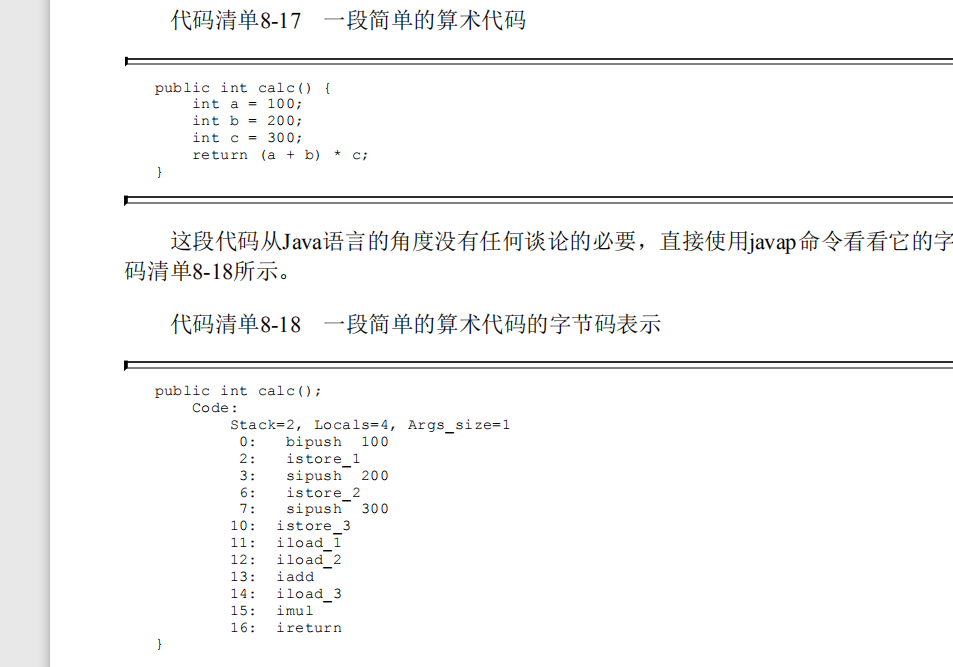 代码清单8-17 一段简单的算术代码
public int calc() {
    int a = 100;
    int b = 200;
    int c = 300;
    return (a + b) * c;
}
这段代码从Java语言的角度没有任何谈论的必要，直接使用javap命令看看它的字
码清单8-18所示。
代码清单8-18 一段简单的算术代码的字节码表示
public int calc();
    Code:
        Stack=2, Locals=4, Args_size=1
         0:   bipush  100
         2:   istore_1
         3:   sipush  200
         6:   istore_2
         7:   sipush  300
        10:  istore_3
        11:  iload_1
        12:  iload_2
        13:  iadd
        14:  iload_3
        15:  imul
        16:  ireturn
}